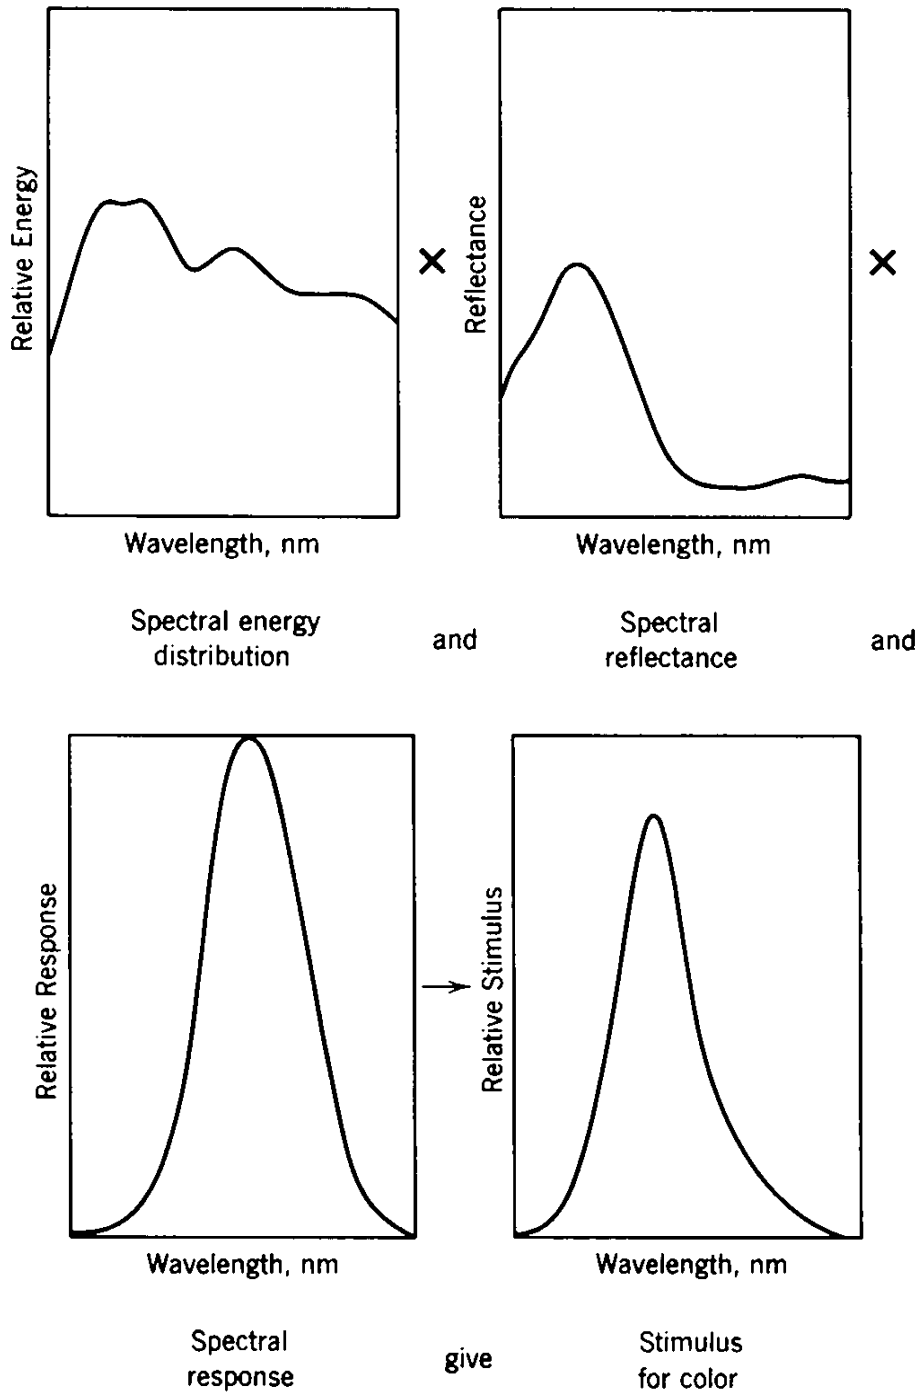 Relative Energy
×
Reflectance
×
Wavelength, nm
Wavelength, nm
Spectral energy
distribution
and
Spectral
reflectance
and
Relative Response
Relative Stimulus
Wavelength, nm
Wavelength, nm
Spectral
response
give
Stimulus
for color